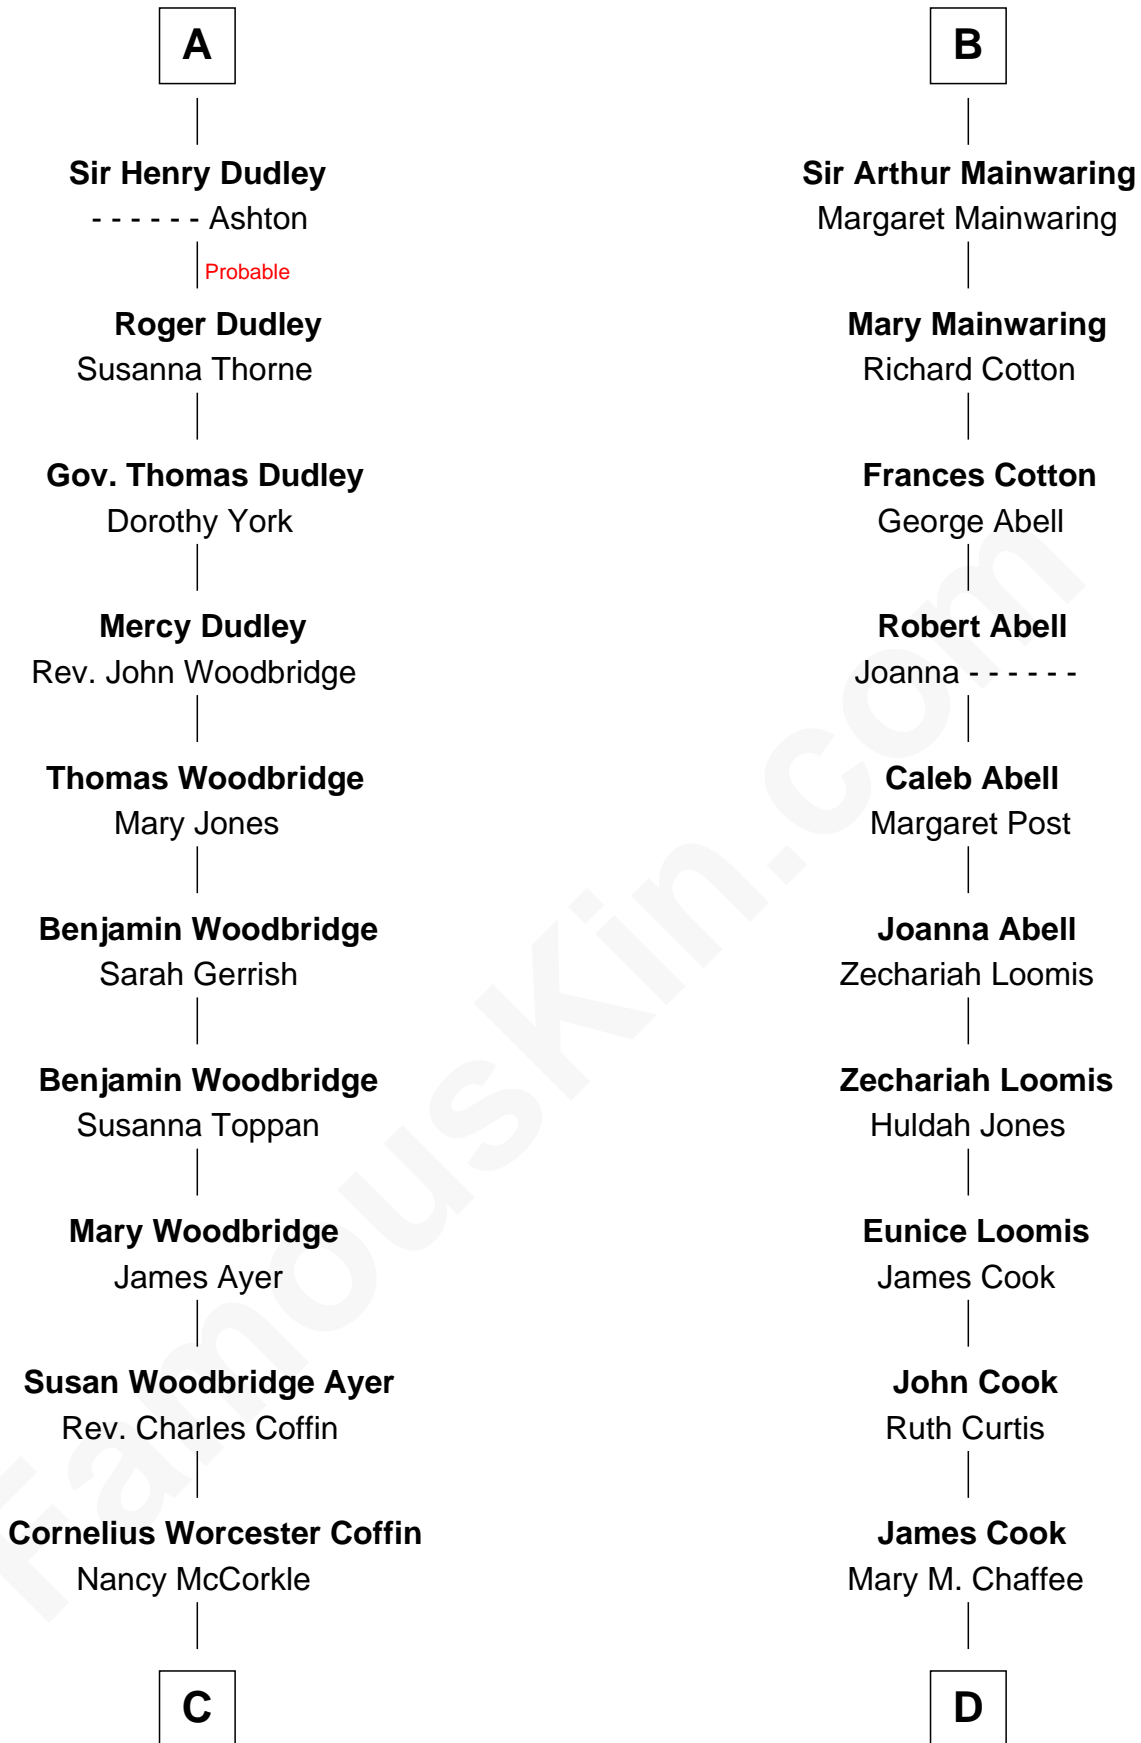 A
Sir Henry Dudley
- - - - - - Ashton
Probable
Roger Dudley
Susanna Thorne
Gov. Thomas Dudley
Dorothy York
Mercy Dudley
Rev. John Woodbridge
Thomas Woodbridge
Mary Jones
Benjamin Woodbridge
Sarah Gerrish
Benjamin Woodbridge
Susanna Toppan
Mary Woodbridge
James Ayer
Susan Woodbridge Ayer
Rev. Charles Coffin
Cornelius Worcester Coffin
Nancy McCorkle
C
B
Sir Arthur Mainwaring
Margaret Mainwaring
Mary Mainwaring
Richard Cotton
Frances Cotton
George Abell
Robert Abell
Joanna - - - - - -
Caleb Abell
Margaret Post
Joanna Abell
Zechariah Loomis
Zechariah Loomis
Huldah Jones
Eunice Loomis
James Cook
John Cook
Ruth Curtis
James Cook
Mary M. Chaffee
D
FamousKin.com